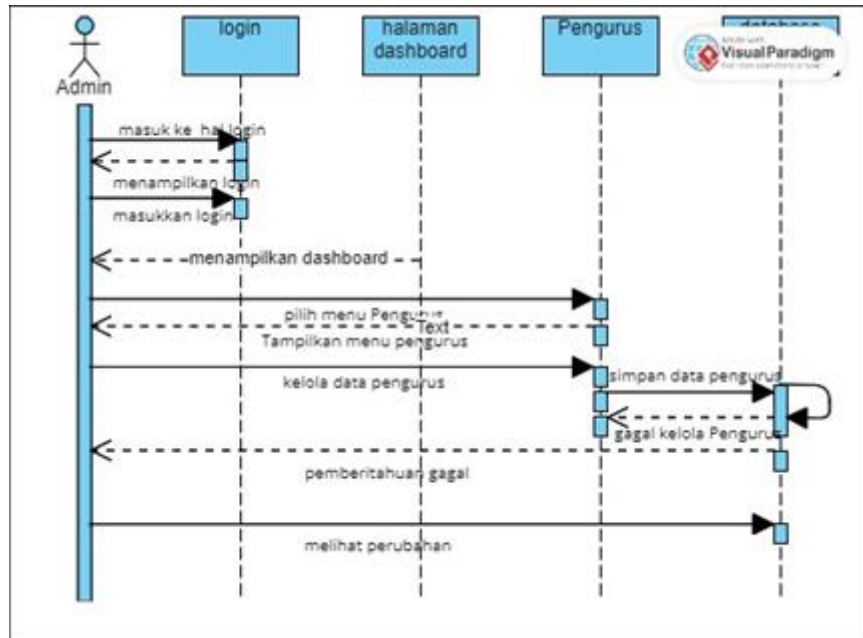 login
halaman
dashboard
Pengurus
database
VisualParadigm
Admin
masuk ke hal login
menampilkan login
masukkan login
menampilkan dashboard
pilih menu Pengurus
Text
Tampilkan menu pengurus
kelola data pengurus
simpan data pengurus
gagal kelola Pengurus
pemberitahuan gagal
melihat perubahan